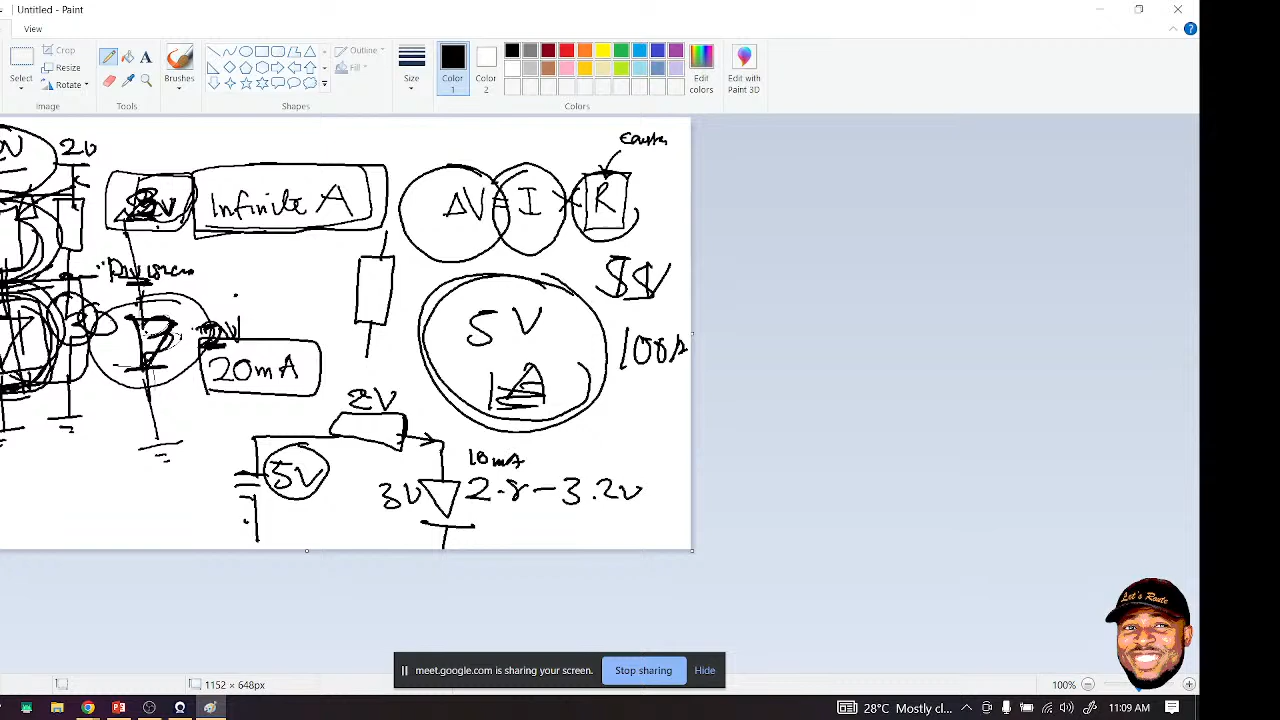 Untitled - Paint
View
Select
Crop
Resize
Rotate
Image
Tools
Brushes
Shapes
Outline
Fill
Size
Color
1
Color
2
Edit
colors
Edit with
Paint 3D
Colors
2V
Infinite A
ΔV = I × R
Division
5V
5V
1A
100A
20mA
2V
5V
3V
10mA
2.8-3.2V
Let's Route
meet.google.com is sharing your screen.
Stop sharing
Hide
1152 × 648px
100%
28°C Mostly cl...
11:09 AM